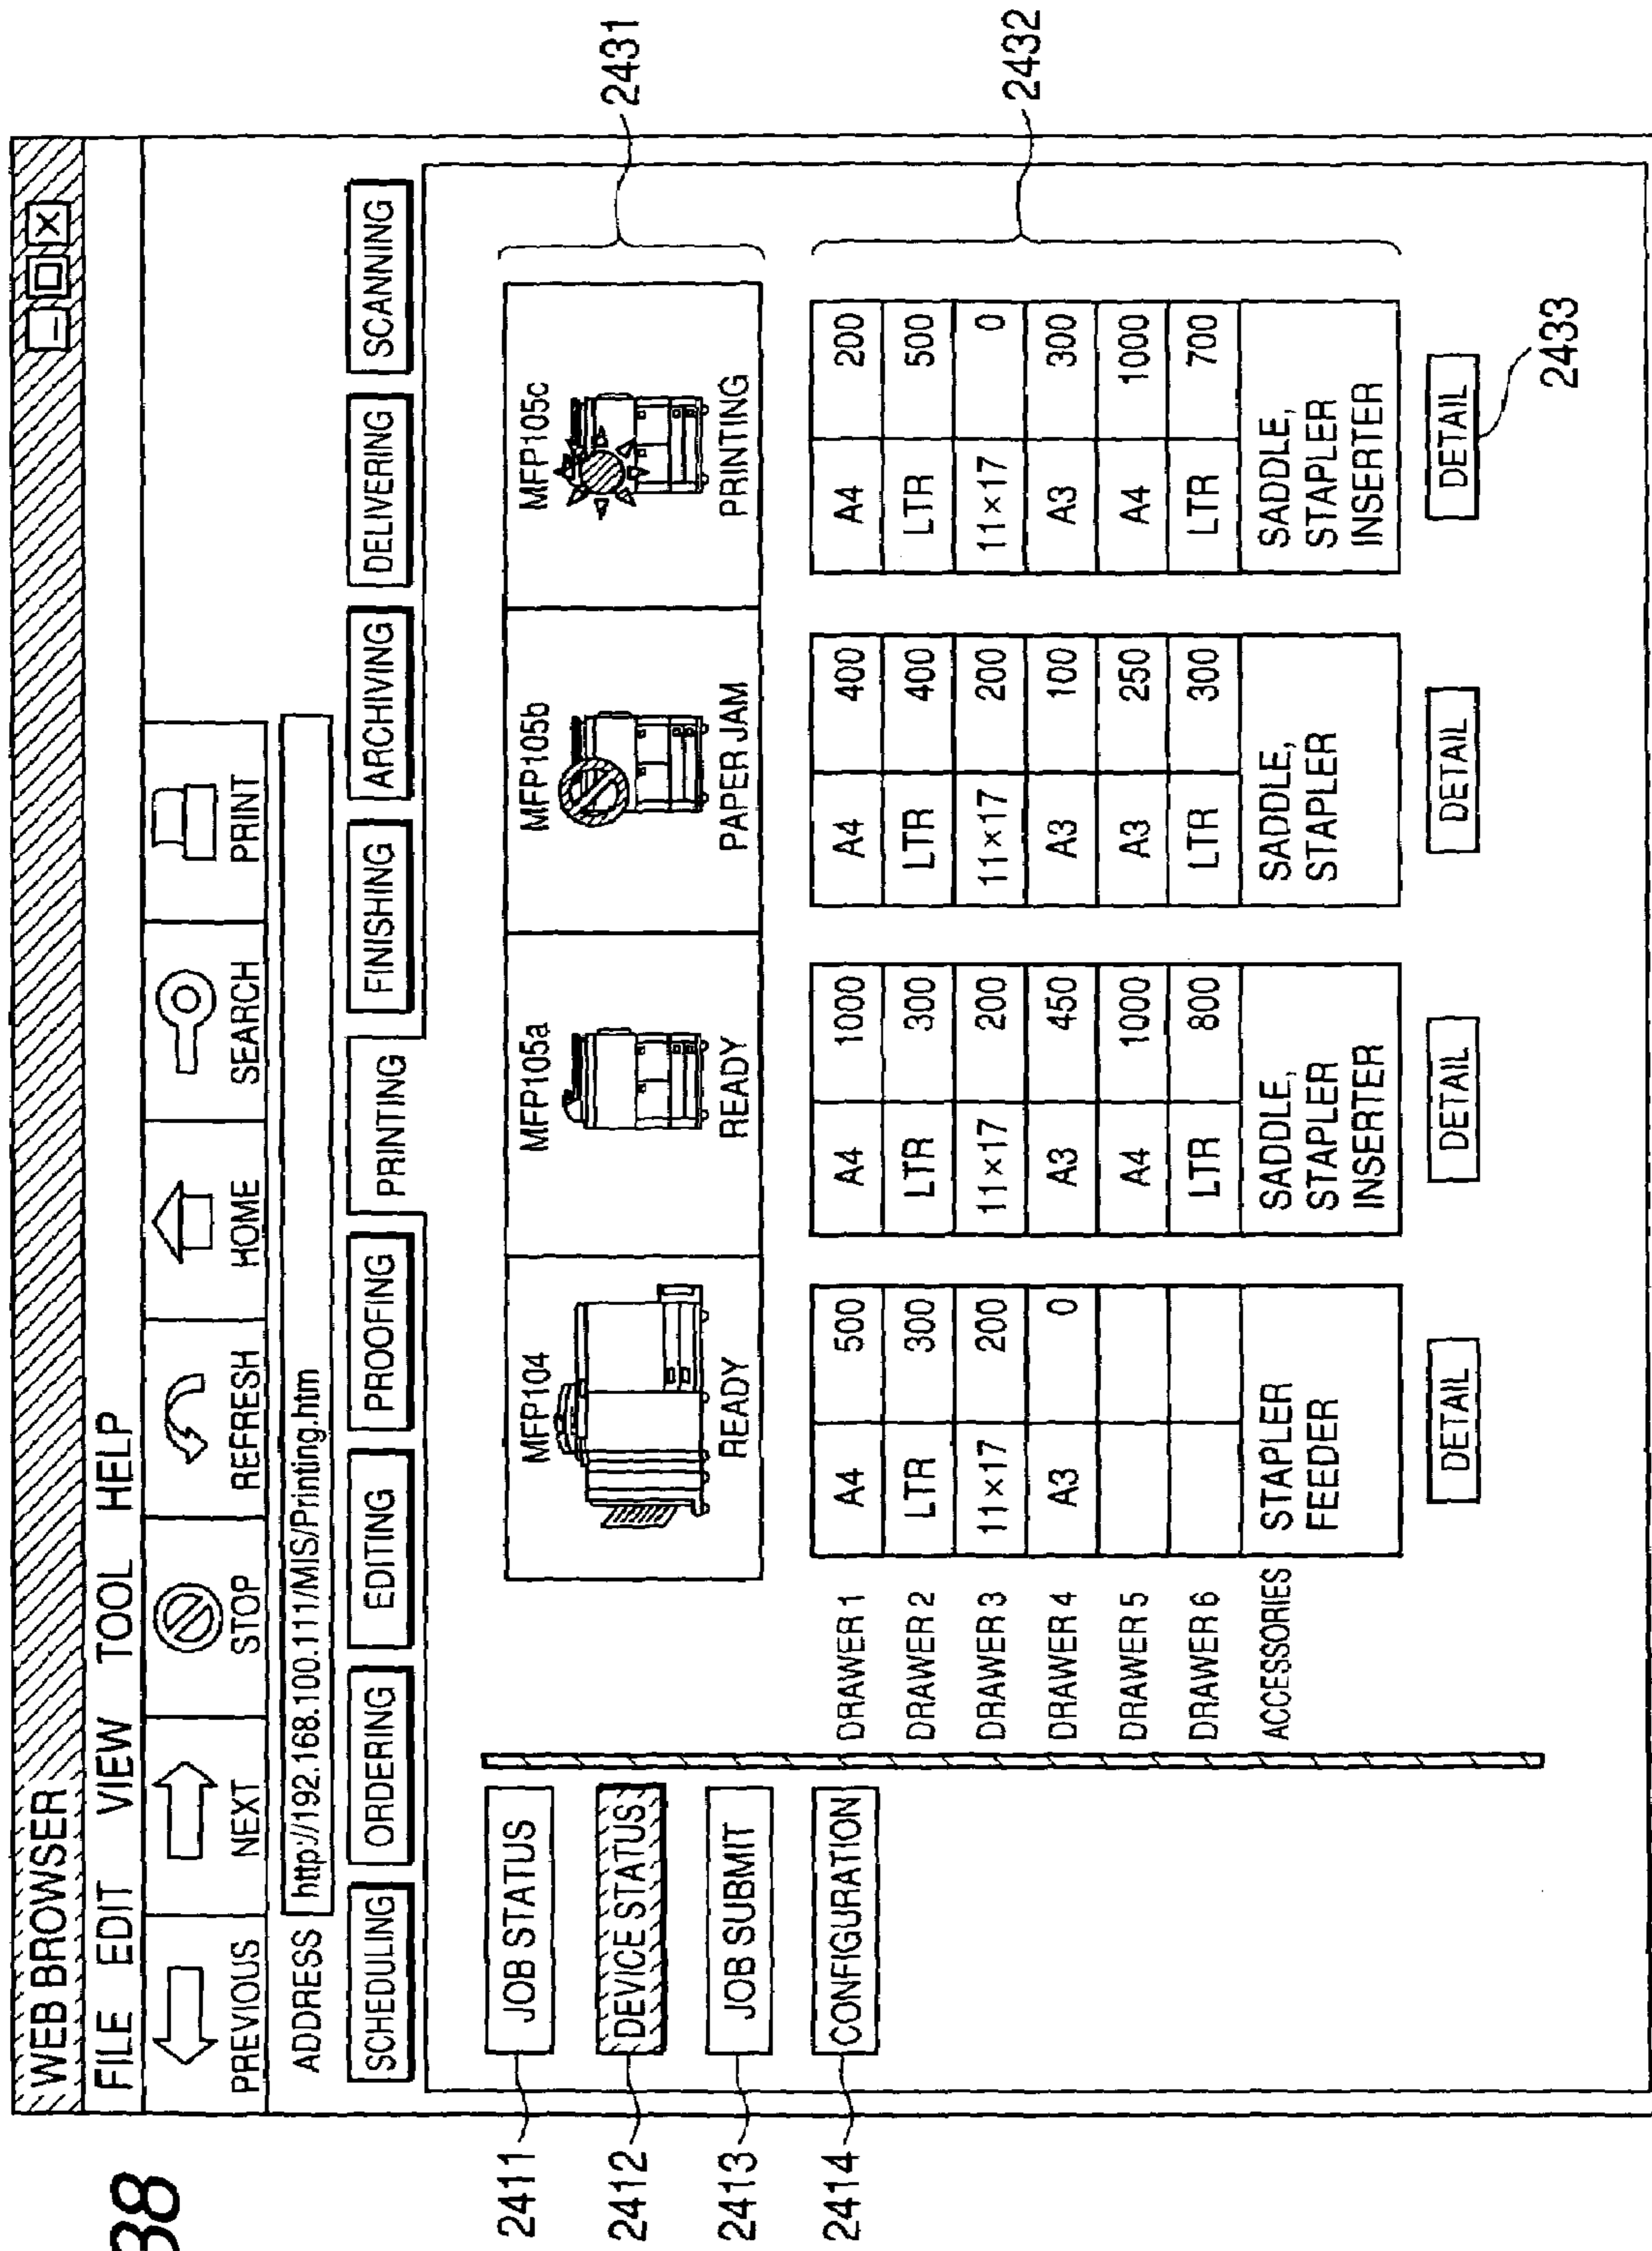 38
WEB BROWSER
FILE EDIT VIEW TOOL HELP
PREVIOUS NEXT STOP REFRESH HOME SEARCH PRINT
ADDRESS http://192.168.100.111/MIS/Printing.htm
SCHEDULING ORDERING EDITING PROOFING PRINTING FINISHING ARCHIVING DELIVERING SCANNING
2411 JOB STATUS
2412 DEVICE STATUS
2413 JOB SUBMIT
2414 CONFIGURATION
MFP104 MFP105a MFP105b MFP105c
READY READY PAPER JAM PRINTING
2431
DRAWER 1 A4 500 A4 1000 A4 400 A4 200
DRAWER 2 LTR 300 LTR 300 LTR 400 LTR 500
DRAWER 3 11×17 200 11×17 200 11×17 200 11×17 0
DRAWER 4 A3 0 A3 450 A3 100 A3 300
DRAWER 5 A4 1000 A3 250 A4 1000
DRAWER 6 LTR 800 LTR 300 LTR 700
ACCESSORIES STAPLER SADDLE, SADDLE, SADDLE,
FEEDER STAPLER STAPLER STAPLER
INSERTER INSERTER
2432
DETAIL DETAIL DETAIL DETAIL
2433